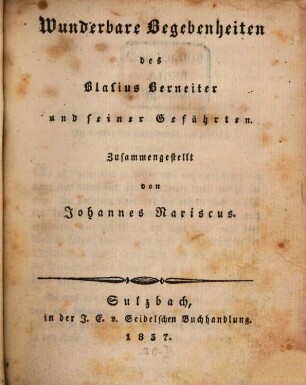 Wunderbare Begebenheiten
des
Blasius Berneiter
und seiner Gefährten.
Zusammengestellt
von
Johannes Nariscus.
Sulzbach,
in der J. E. v. Seidelschen Buchhandlung.
1837.